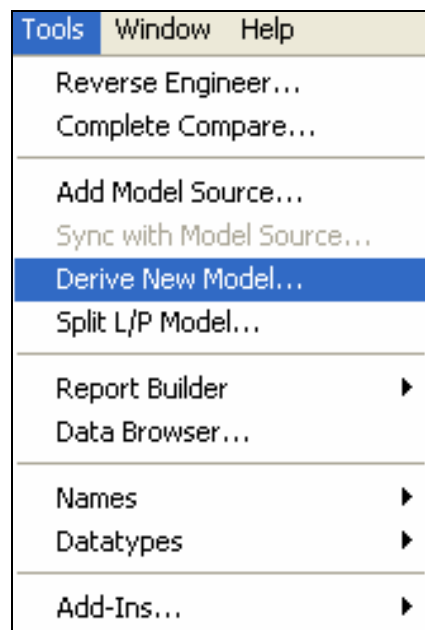 Tools Window Help
Reverse Engineer...
Complete Compare...
Add Model Source...
Sync with Model Source...
Derive New Model...
Split L/P Model...
Report Builder
Data Browser...
Names
Datatypes
Add-Ins...